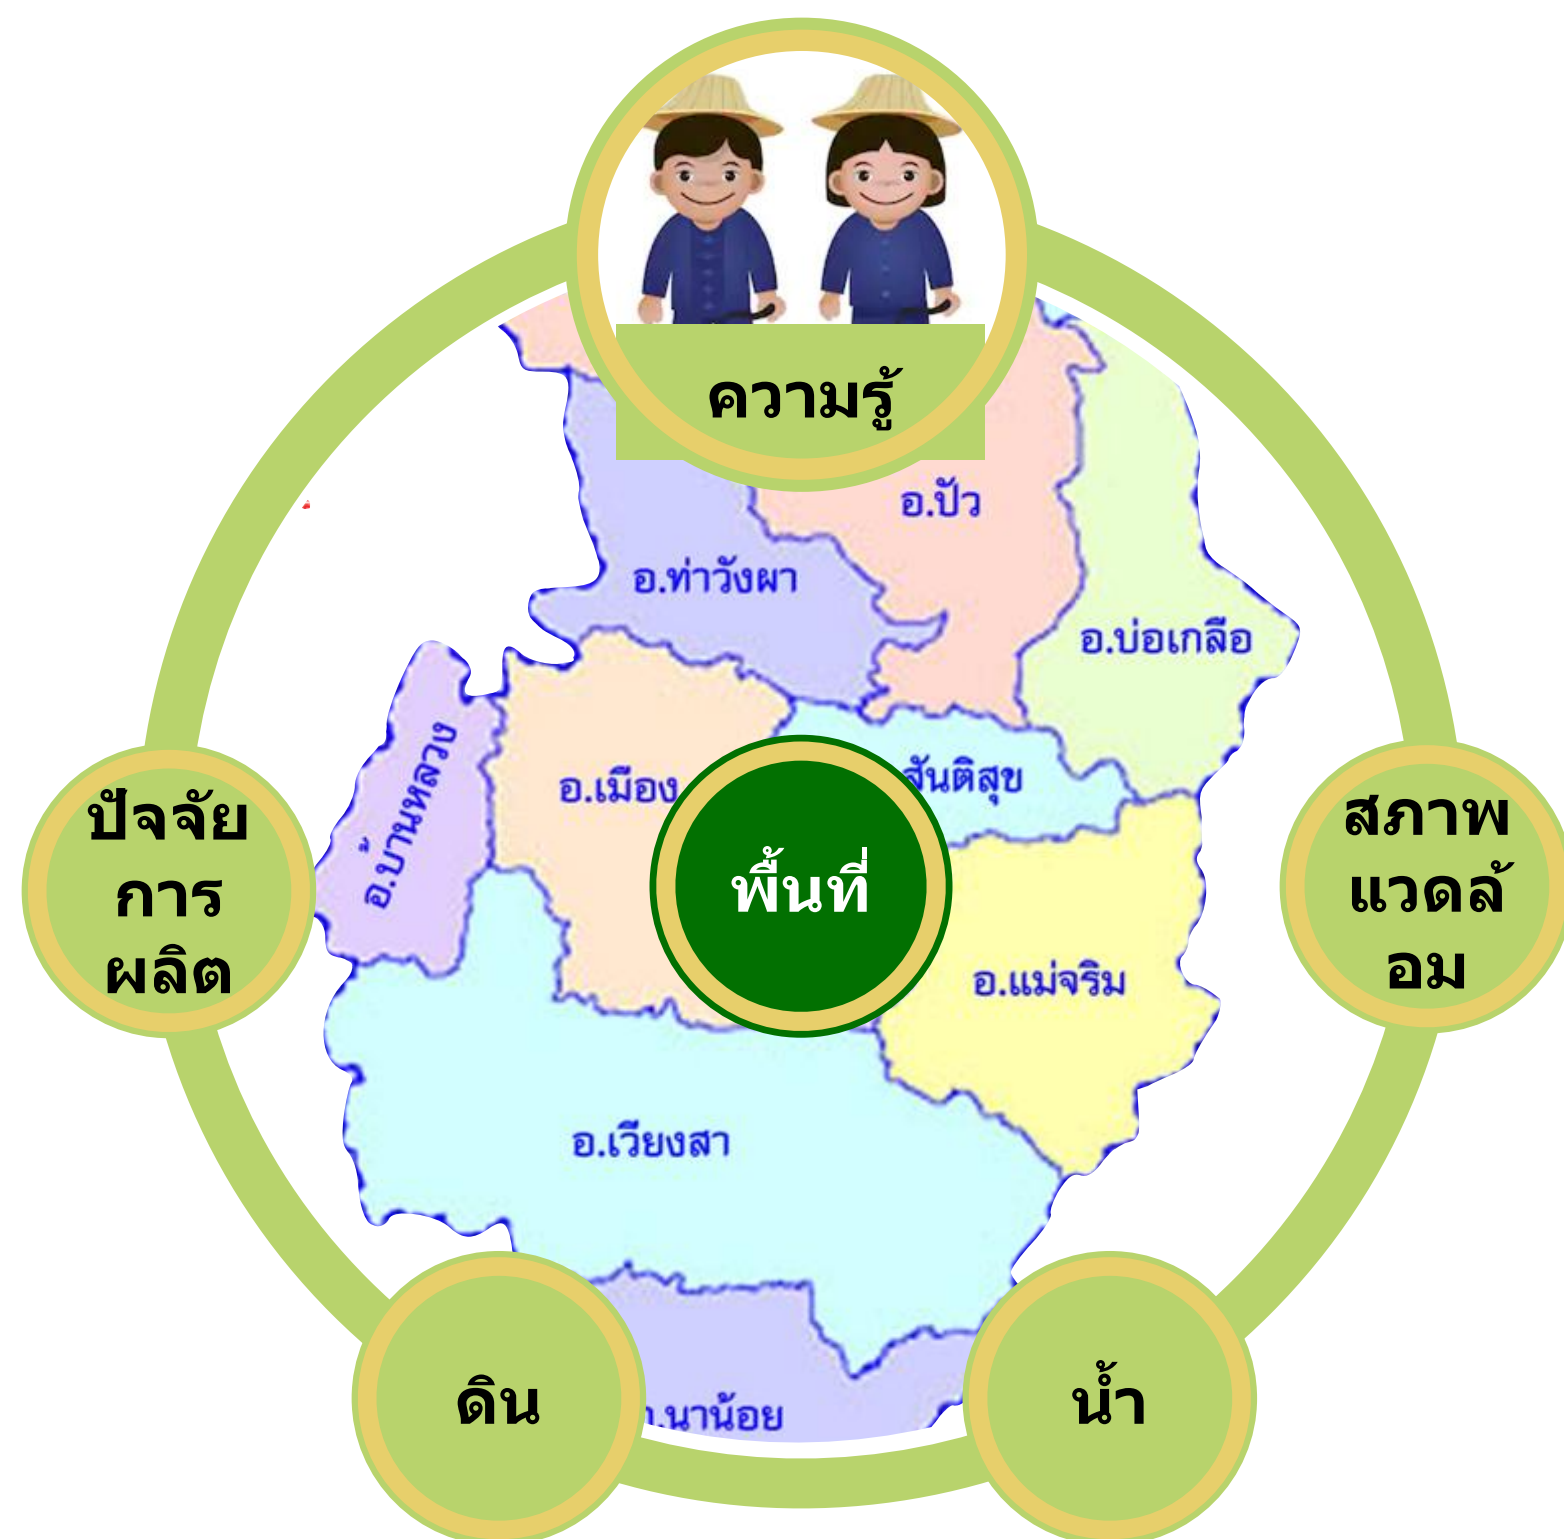 ความรู้
อ.ปัว
อ.ท่าวังผา
อ.บ่อเกลือ
อ.บ้านหลวง
อ.เมือง
สันติสุข
ปัจจัย
การ
ผลิต
พื้นที่
สภาพ
แวดล้
อม
อ.แม่จริม
อ.เวียงสา
ดิน
น้ำ
.นาน้อย